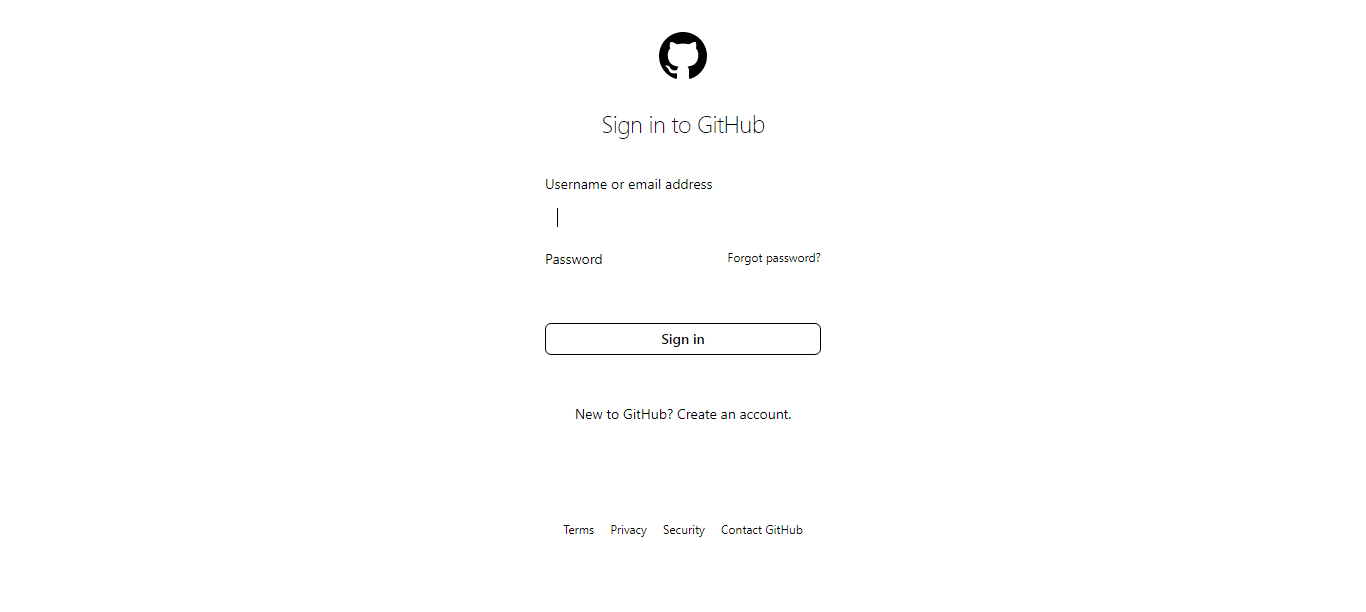 Sign in to GitHub
Username or email address
Password Forgot password?
Sign in
New to GitHub? Create an account.
Terms Privacy Security Contact GitHub